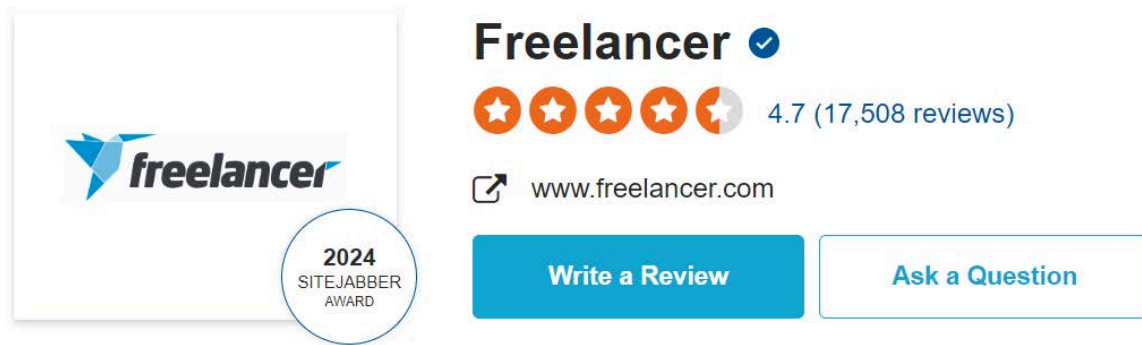 freelancer
2024
SITEJABBER
AWARD
Freelancer
4.7 (17,508 reviews)
www.freelancer.com
Write a Review
Ask a Question